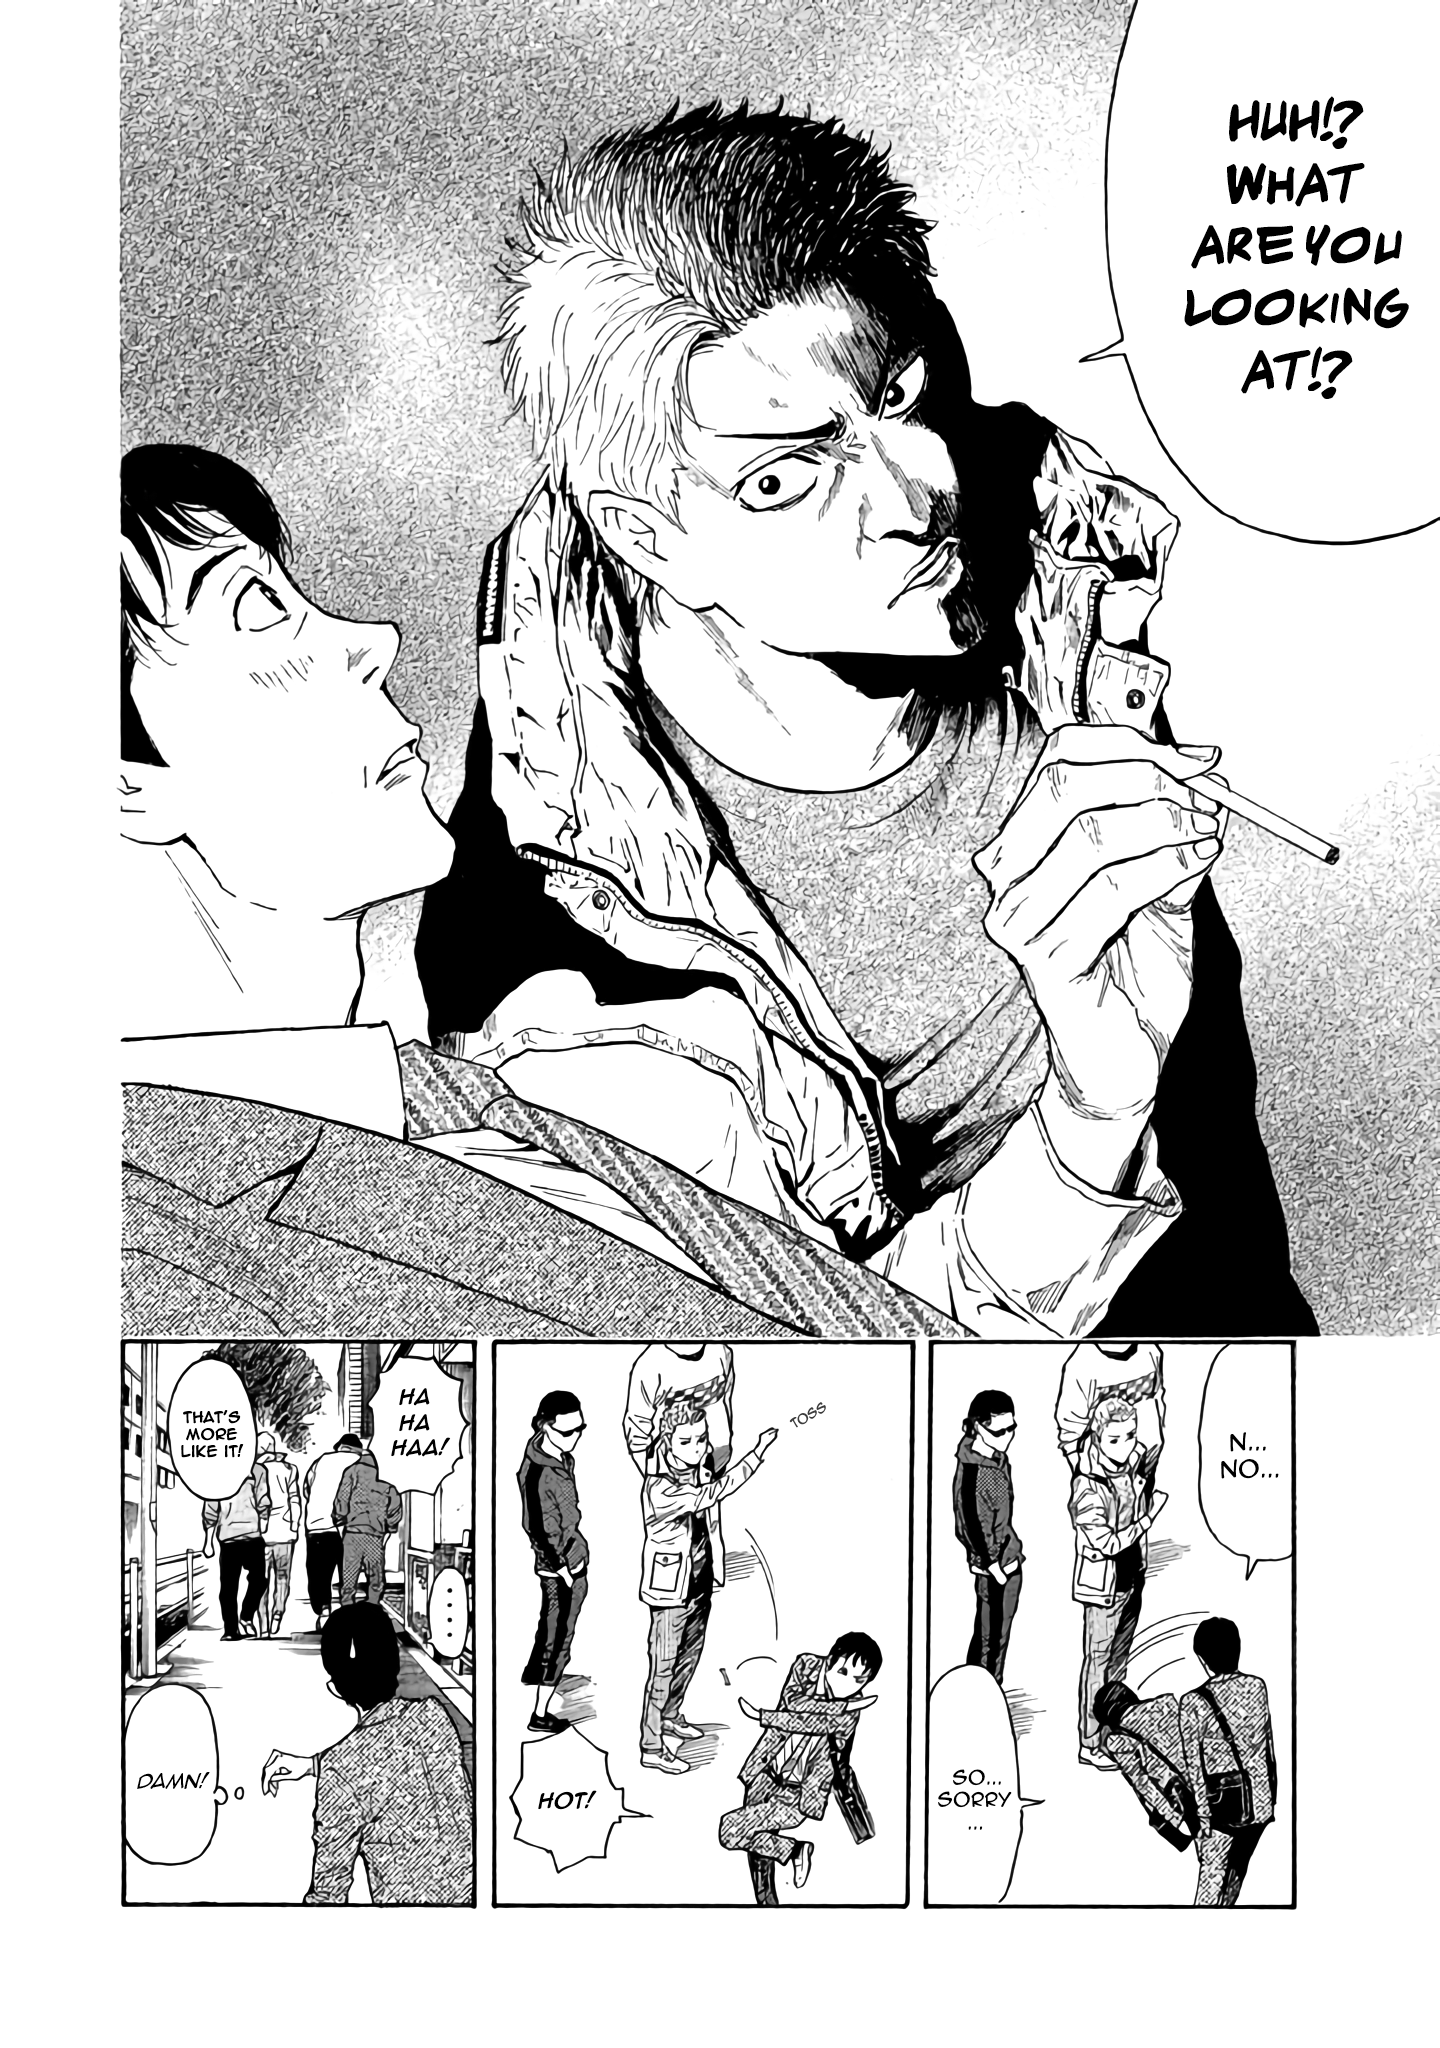 HUH!?
WHAT
ARE YOU
LOOKING
AT!?
N...
NO...
SO...
SORRY
...
TOSS
HOT!
HA
HA
HAA!
THAT'S
MORE
LIKE IT!
.....
DAMN!